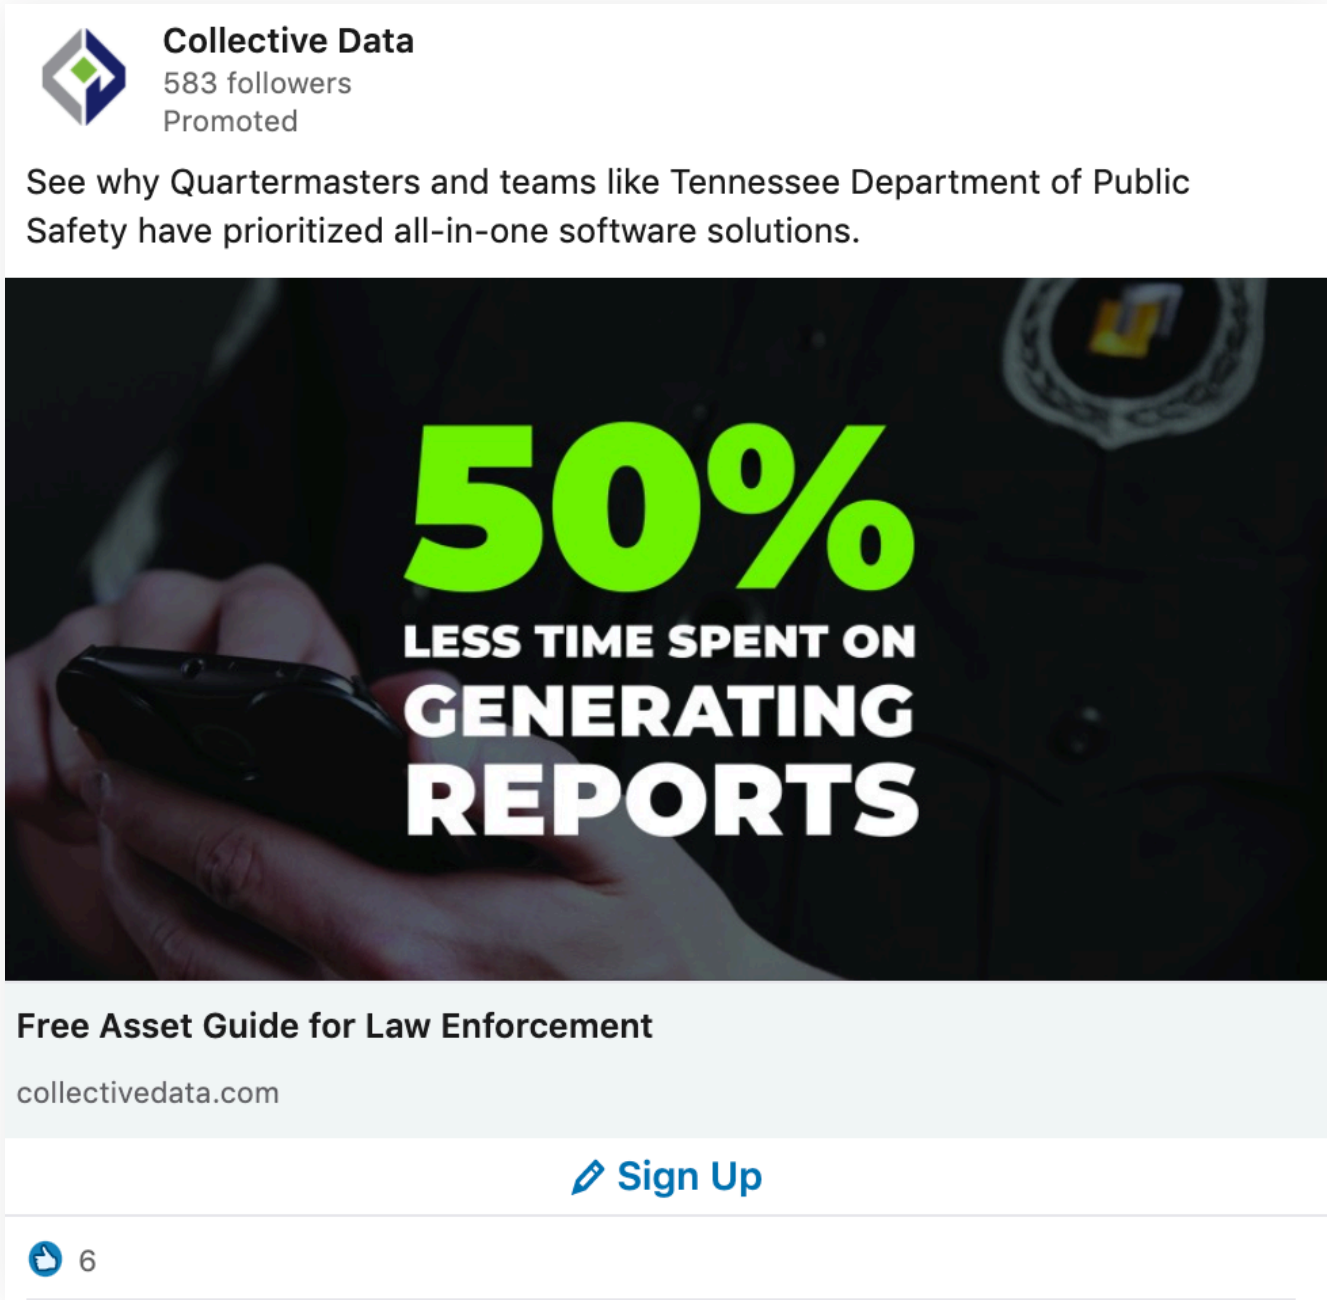 Collective Data
583 followers
Promoted
See why Quartermasters and teams like Tennessee Department of Public
Safety have prioritized all-in-one software solutions.
50%
LESS TIME SPENT ON
GENERATING
REPORTS
Free Asset Guide for Law Enforcement
collectivedata.com
Sign Up
6